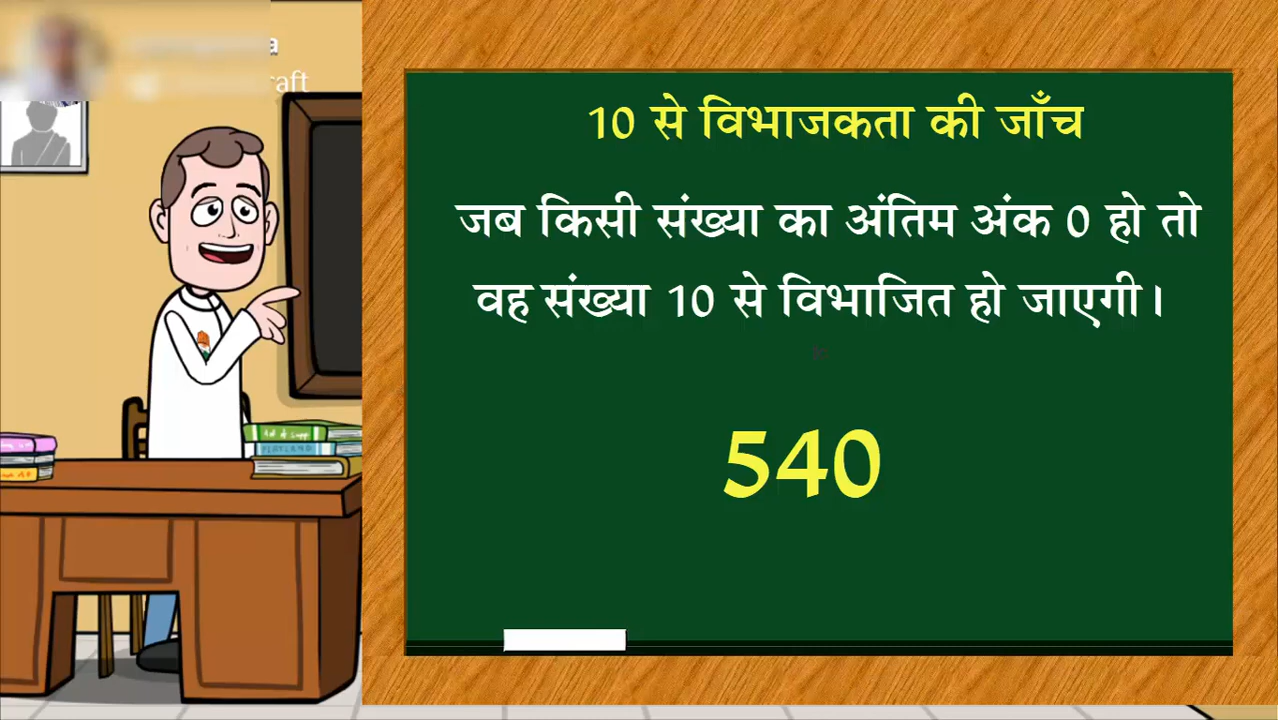 10 से विभाजकता की जाँच
जब किसी संख्या का अंतिम अंक 0 हो तो
वह संख्या 10 से विभाजित हो जाएगी।
540